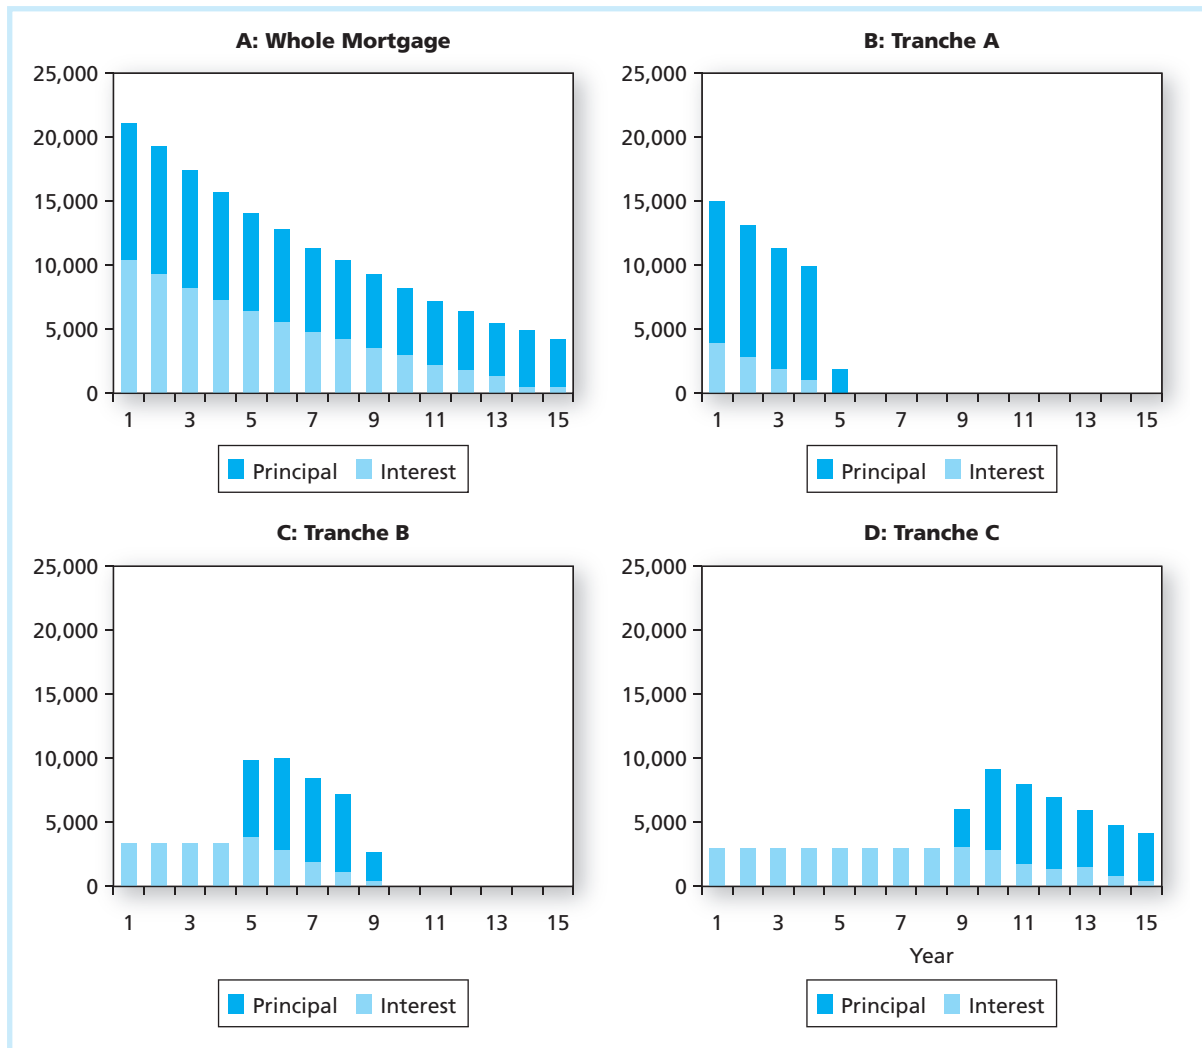 A: Whole Mortgage
25,000
20,000
15,000
10,000
5,000
0
1 3 5 7 9 11 13 15
Principal Interest
B: Tranche A
25,000
20,000
15,000
10,000
5,000
0
1 3 5 7 9 11 13 15
Principal Interest
C: Tranche B
25,000
20,000
15,000
10,000
5,000
0
1 3 5 7 9 11 13 15
Principal Interest
D: Tranche C
25,000
20,000
15,000
10,000
5,000
0
1 3 5 7 9 11 13 15
Year
Principal Interest